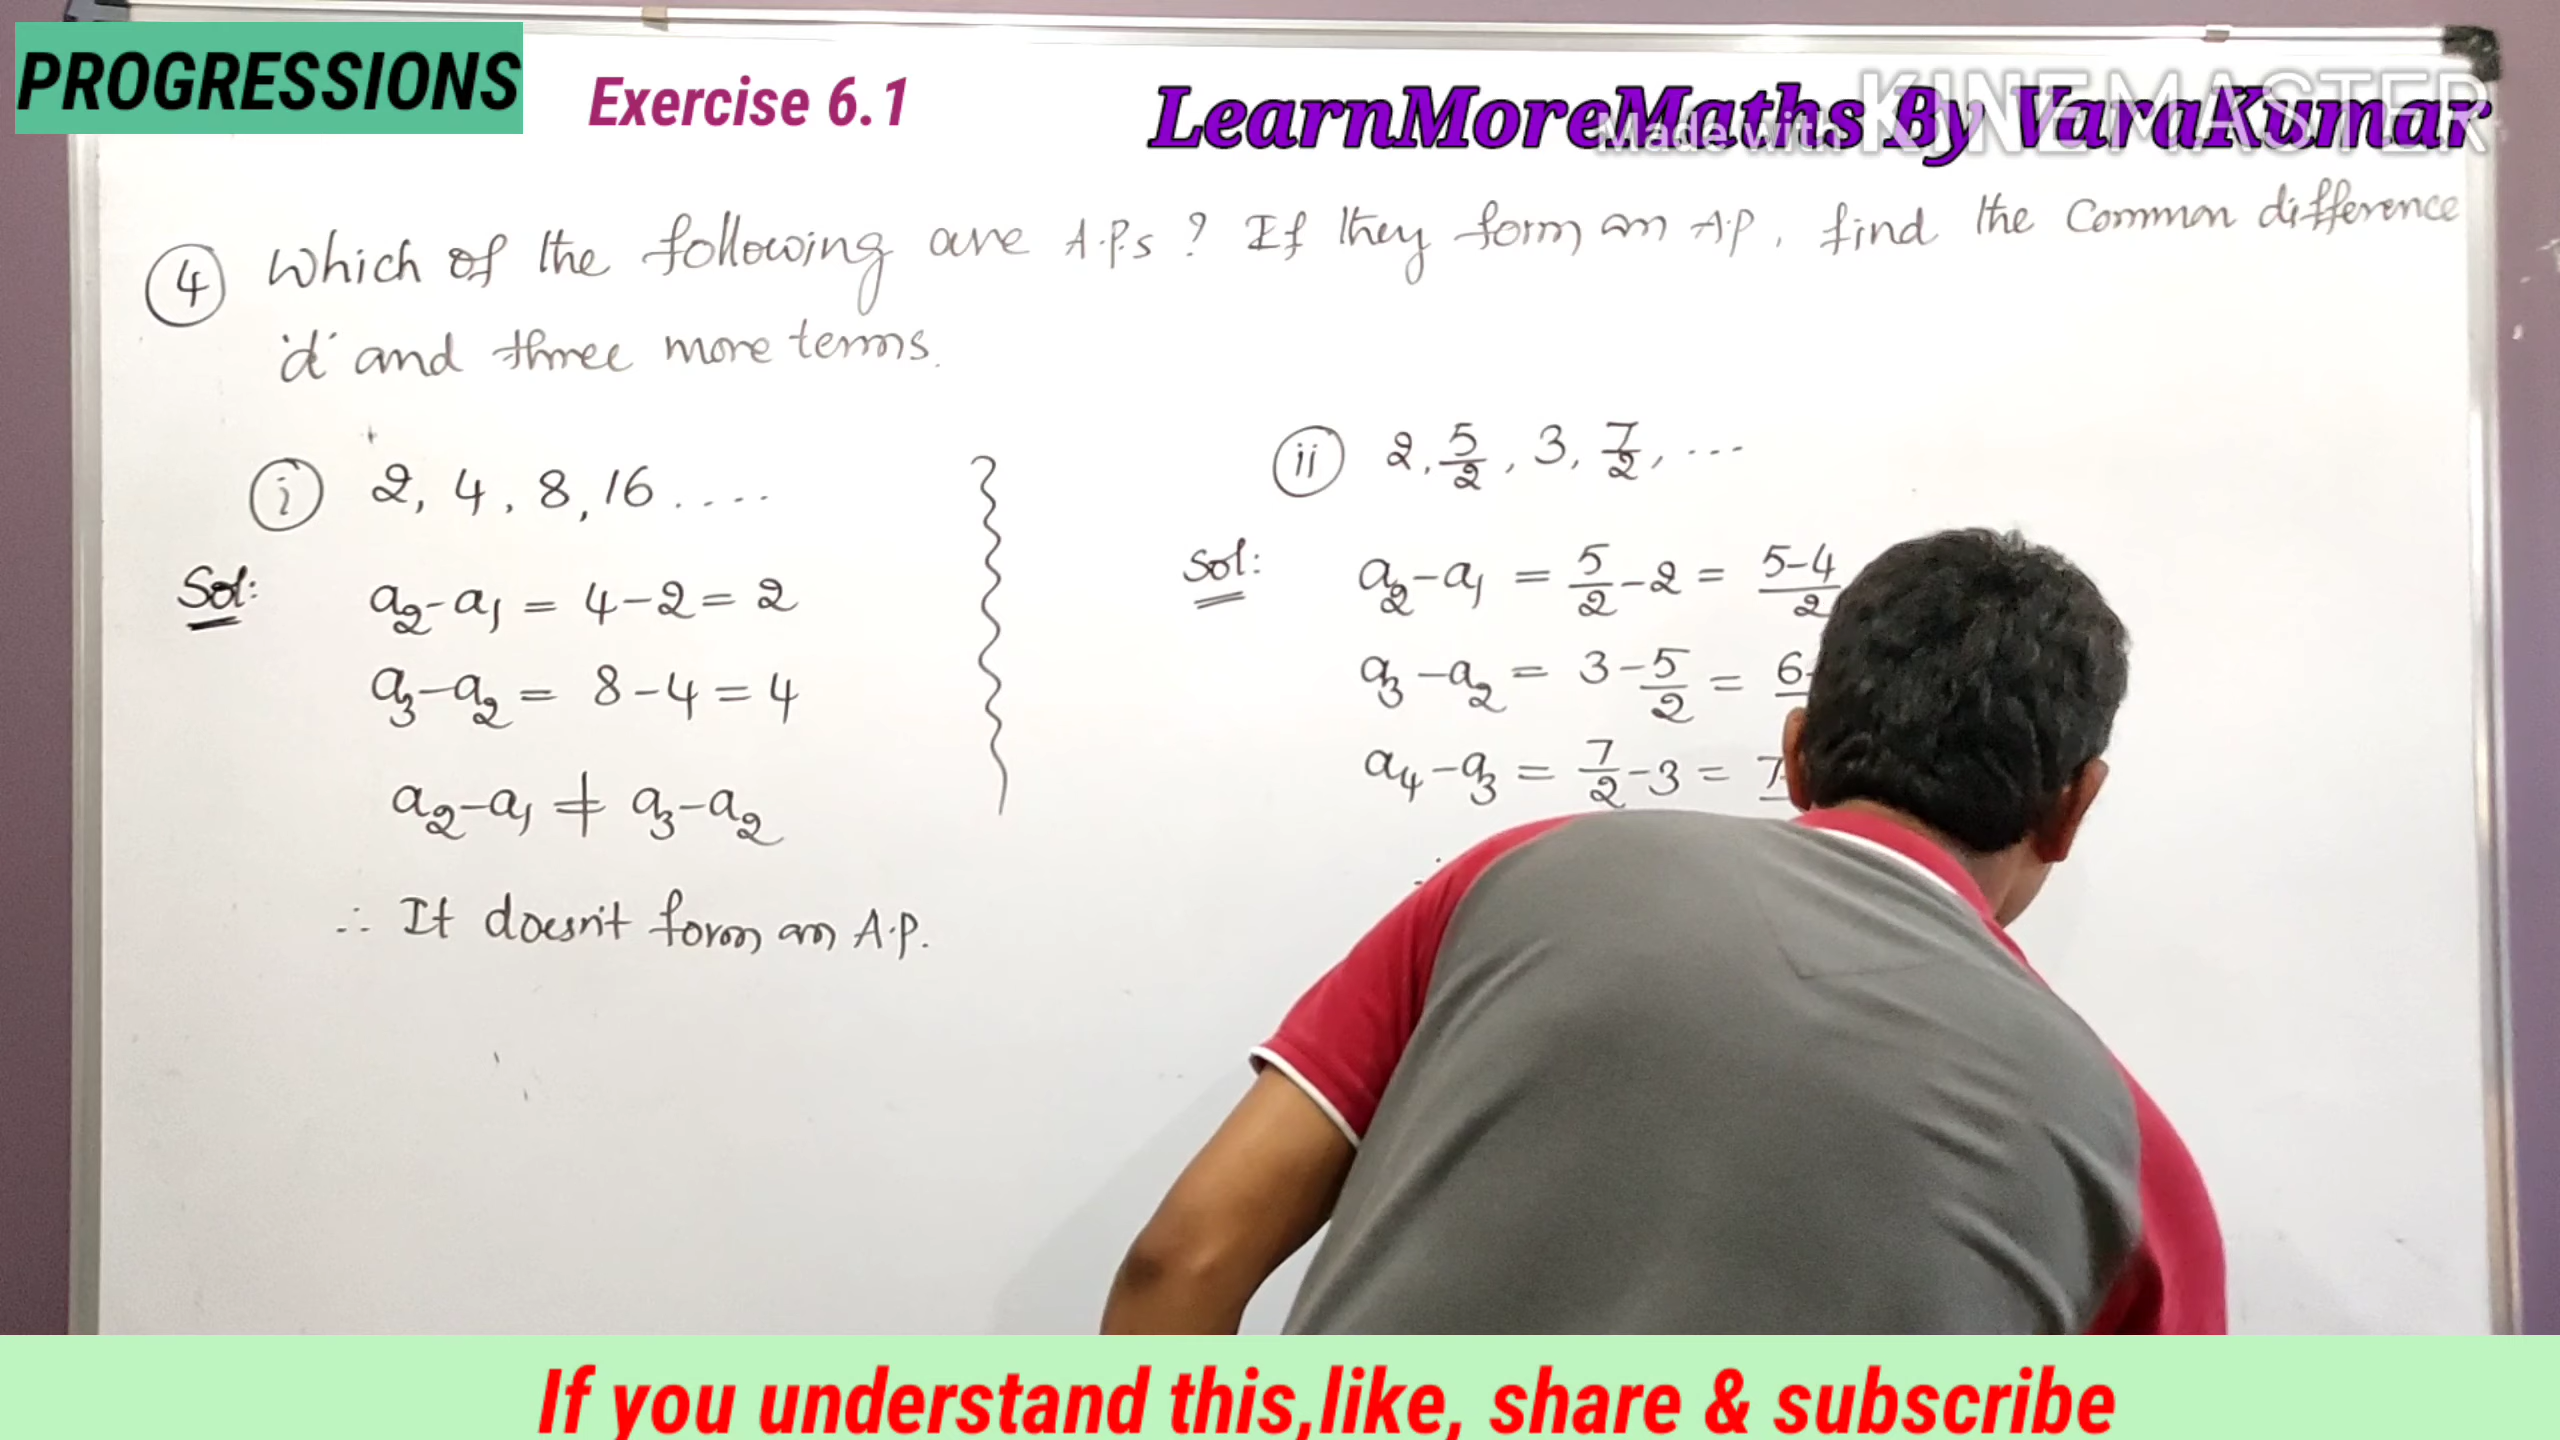 PROGRESSIONS
Exercise 6.1
LearnMoreMaths By VaraKumar
Made with KINEMASTER
④ Which of the following are A.P.s ? If they form an A.P, find the Common difference
'd' and three more terms.
ⓘ 2, 4, 8, 16 ....
Sol: a₂-a₁ = 4-2 = 2
a₃-a₂ = 8-4 = 4
a₂-a₁ ≠ a₃-a₂
∴ It doesn't form an A.P.
ⅱ 2, 5/2, 3, 7/2, ...
Sol: a₂-a₁ = 5/2-2 = 5-4/2
a₃-a₂ = 3-5/2 = 6
a₄-a₃ = 7/2-3 = 7
If you understand this,like, share & subscribe